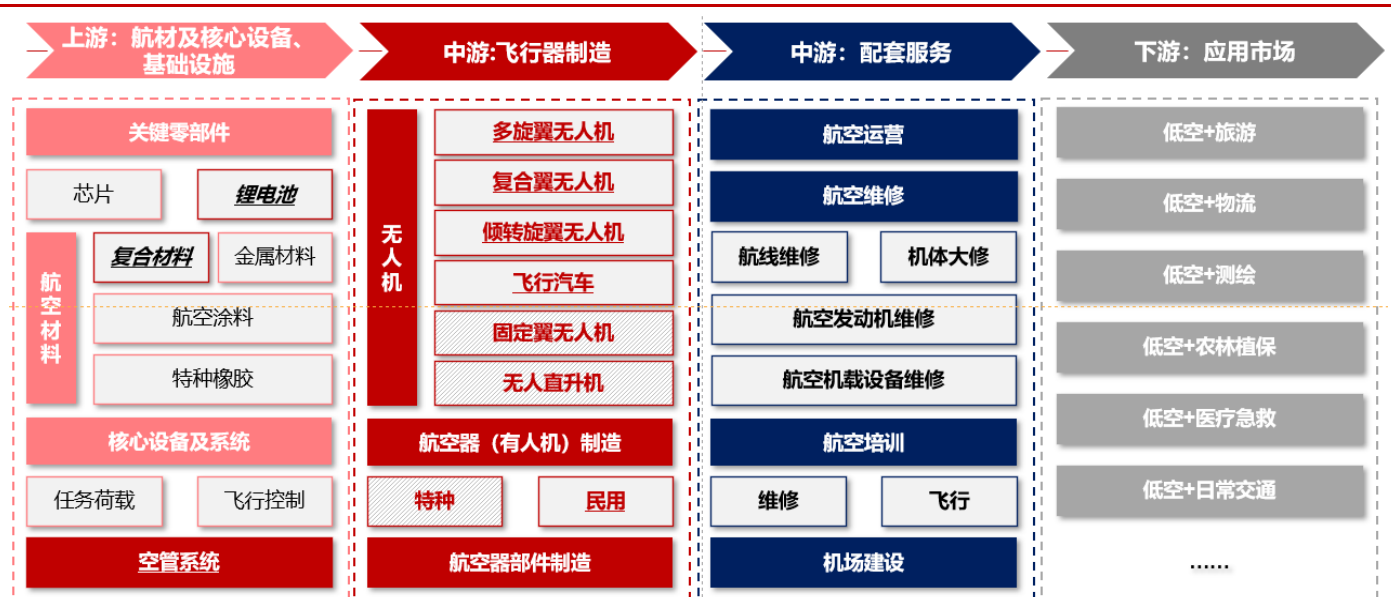 上游：航材及核心设备、
基础设施
中游:飞行器制造
中游：配套服务
下游：应用市场
关键零部件
芯片
锂电池
航空材料
复合材料
金属材料
航空涂料
特种橡胶
核心设备及系统
任务荷载
飞行控制
空管系统
无人机
多旋翼无人机
复合翼无人机
倾转旋翼无人机
飞行汽车
固定翼无人机
无人直升机
航空器（有人机）制造
特种
民用
航空器部件制造
航空运营
航空维修
航线维修
机体大修
航空发动机维修
航空机载设备维修
航空培训
维修
飞行
机场建设
低空+旅游
低空+物流
低空+测绘
低空+农林植保
低空+医疗急救
低空+日常交通
......